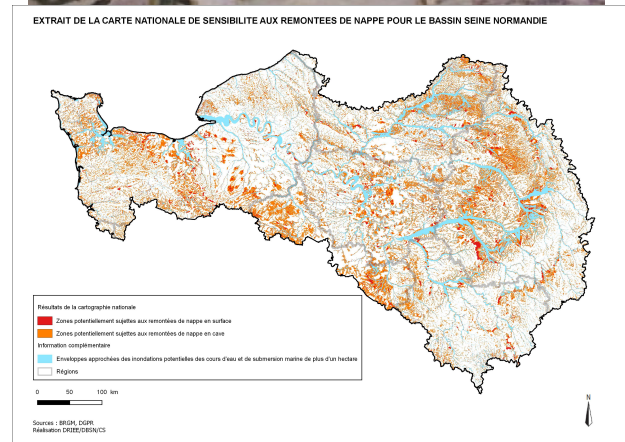 EXTRAIT DE LA CARTE NATIONALE DE SENSIBILITE AUX REMONTEES DE NAPPE POUR LE BASSIN SEINE NORMANDIE
Résultats de la cartographie nationale
Zones potentiellement sujettes aux remontées de nappe en surface
Zones potentiellement sujettes aux remontées de nappe en cave
Information complémentaire
Enveloppes approchées des inondations potentielles des cours d'eau et de submersion marine de plus d'un hectare
Régions
0 50 100 km
N
Sources : BRGM, DGPR
Réalisation DRIEE/DBSN/CS